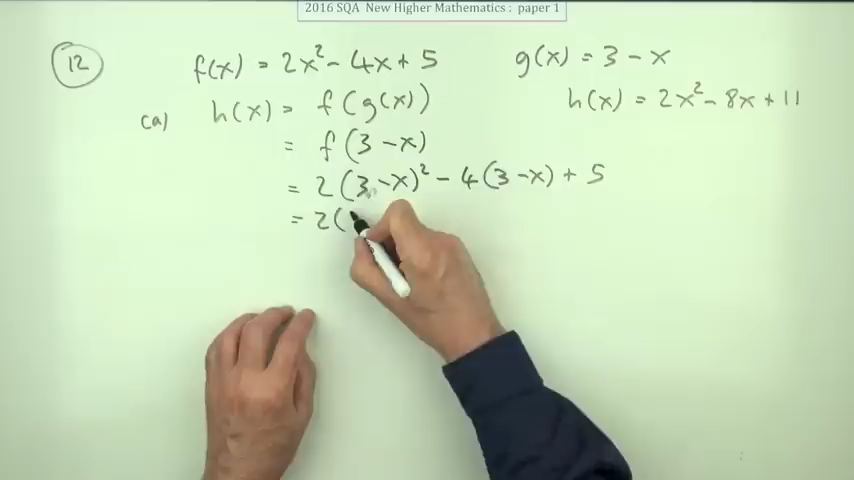 2016 SQA New Higher Mathematics : paper 1
12 f(x) = 2x² - 4x + 5 g(x) = 3 - x
(a) h(x) = f(g(x)) h(x) = 2x² - 8x + 11
= f(3 - x)
= 2(3 - x)² - 4(3 - x) + 5
= 2(